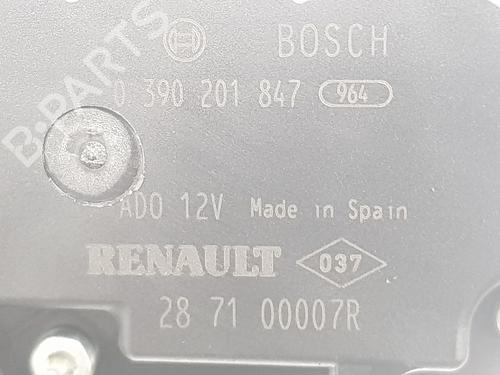 BOSCH
0 390 201 847 964
ADO 12V Made in Spain
RENAULT 037
28 71 00007R
B-PARTS